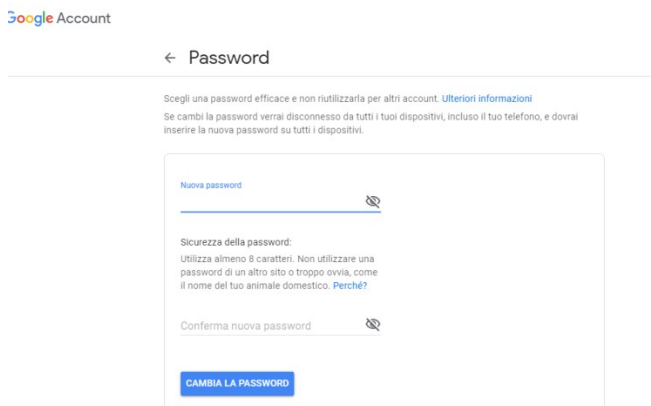 Google Account
Password
Scegli una password efficace e non riutilizzarla per altri account. Ulteriori informazioni
Se cambi la password verrai disconnesso da tutti i tuoi dispositivi, incluso il tuo telefono, e dovrai
inserire la nuova password su tutti i dispositivi.
Nuova password
Sicurezza della password:
Utilizza almeno 8 caratteri. Non utilizzare una
password di un altro sito o troppo ovvia, come
il nome del tuo animale domestico. Perché?
Conferma nuova password
CAMBIA LA PASSWORD